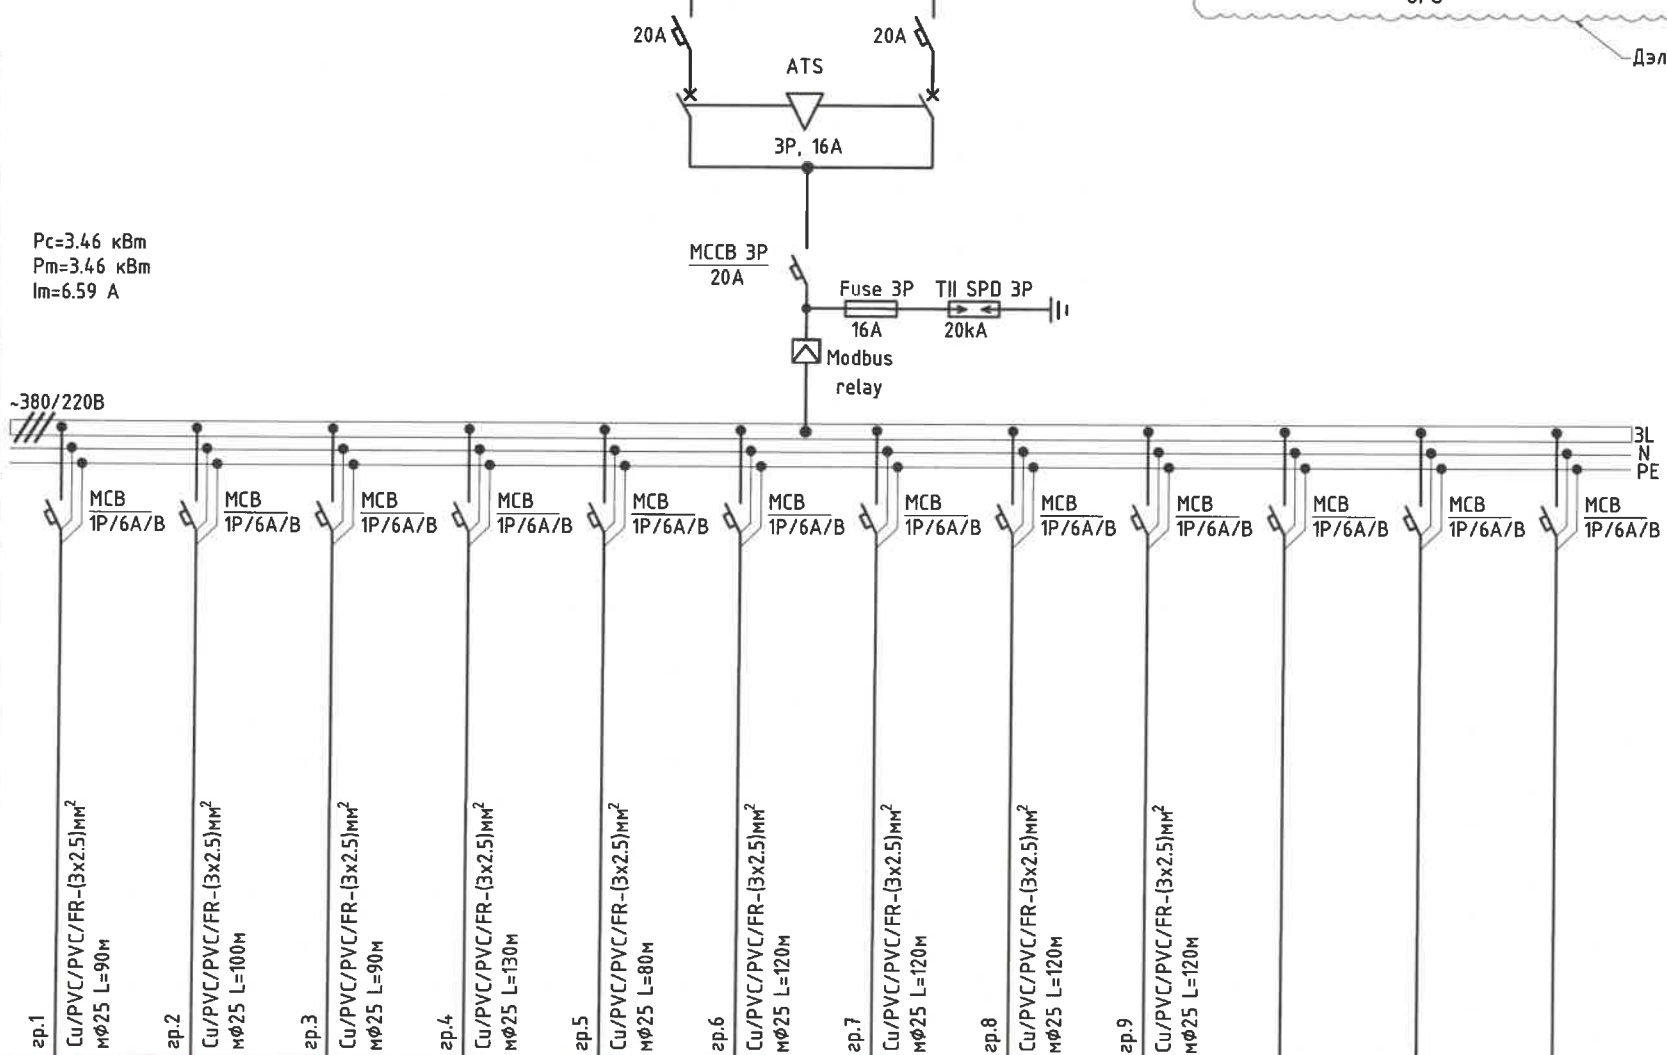 20A
20A
Дэл
ATS
3P, 16A
Pc=3.46 кВт
Pm=3.46 кВт
Im=6.59 A
MCCB 3P
20A
Fuse 3P
16A
TII SPD 3P
20kA
Modbus
relay
~380/220В
3L
N
PE
MCB
1P/6A/B
MCB
1P/6A/B
MCB
1P/6A/B
MCB
1P/6A/B
MCB
1P/6A/B
MCB
1P/6A/B
MCB
1P/6A/B
MCB
1P/6A/B
MCB
1P/6A/B
MCB
1P/6A/B
MCB
1P/6A/B
MCB
1P/6A/B
гр.1
Cu/PVC/PVC/FR-(3x2.5)мм²
мФ25 L=90м
гр.2
Cu/PVC/PVC/FR-(3x2.5)мм²
мФ25 L=100м
гр.3
Cu/PVC/PVC/FR-(3x2.5)мм²
мФ25 L=90м
гр.4
Cu/PVC/PVC/FR-(3x2.5)мм²
мФ25 L=130м
гр.5
Cu/PVC/PVC/FR-(3x2.5)мм²
мФ25 L=80м
гр.6
Cu/PVC/PVC/FR-(3x2.5)мм²
мФ25 L=120м
гр.7
Cu/PVC/PVC/FR-(3x2.5)мм²
мФ25 L=120м
гр.8
Cu/PVC/PVC/FR-(3x2.5)мм²
мФ25 L=120м
гр.9
Cu/PVC/PVC/FR-(3x2.5)мм²
мФ25 L=120м